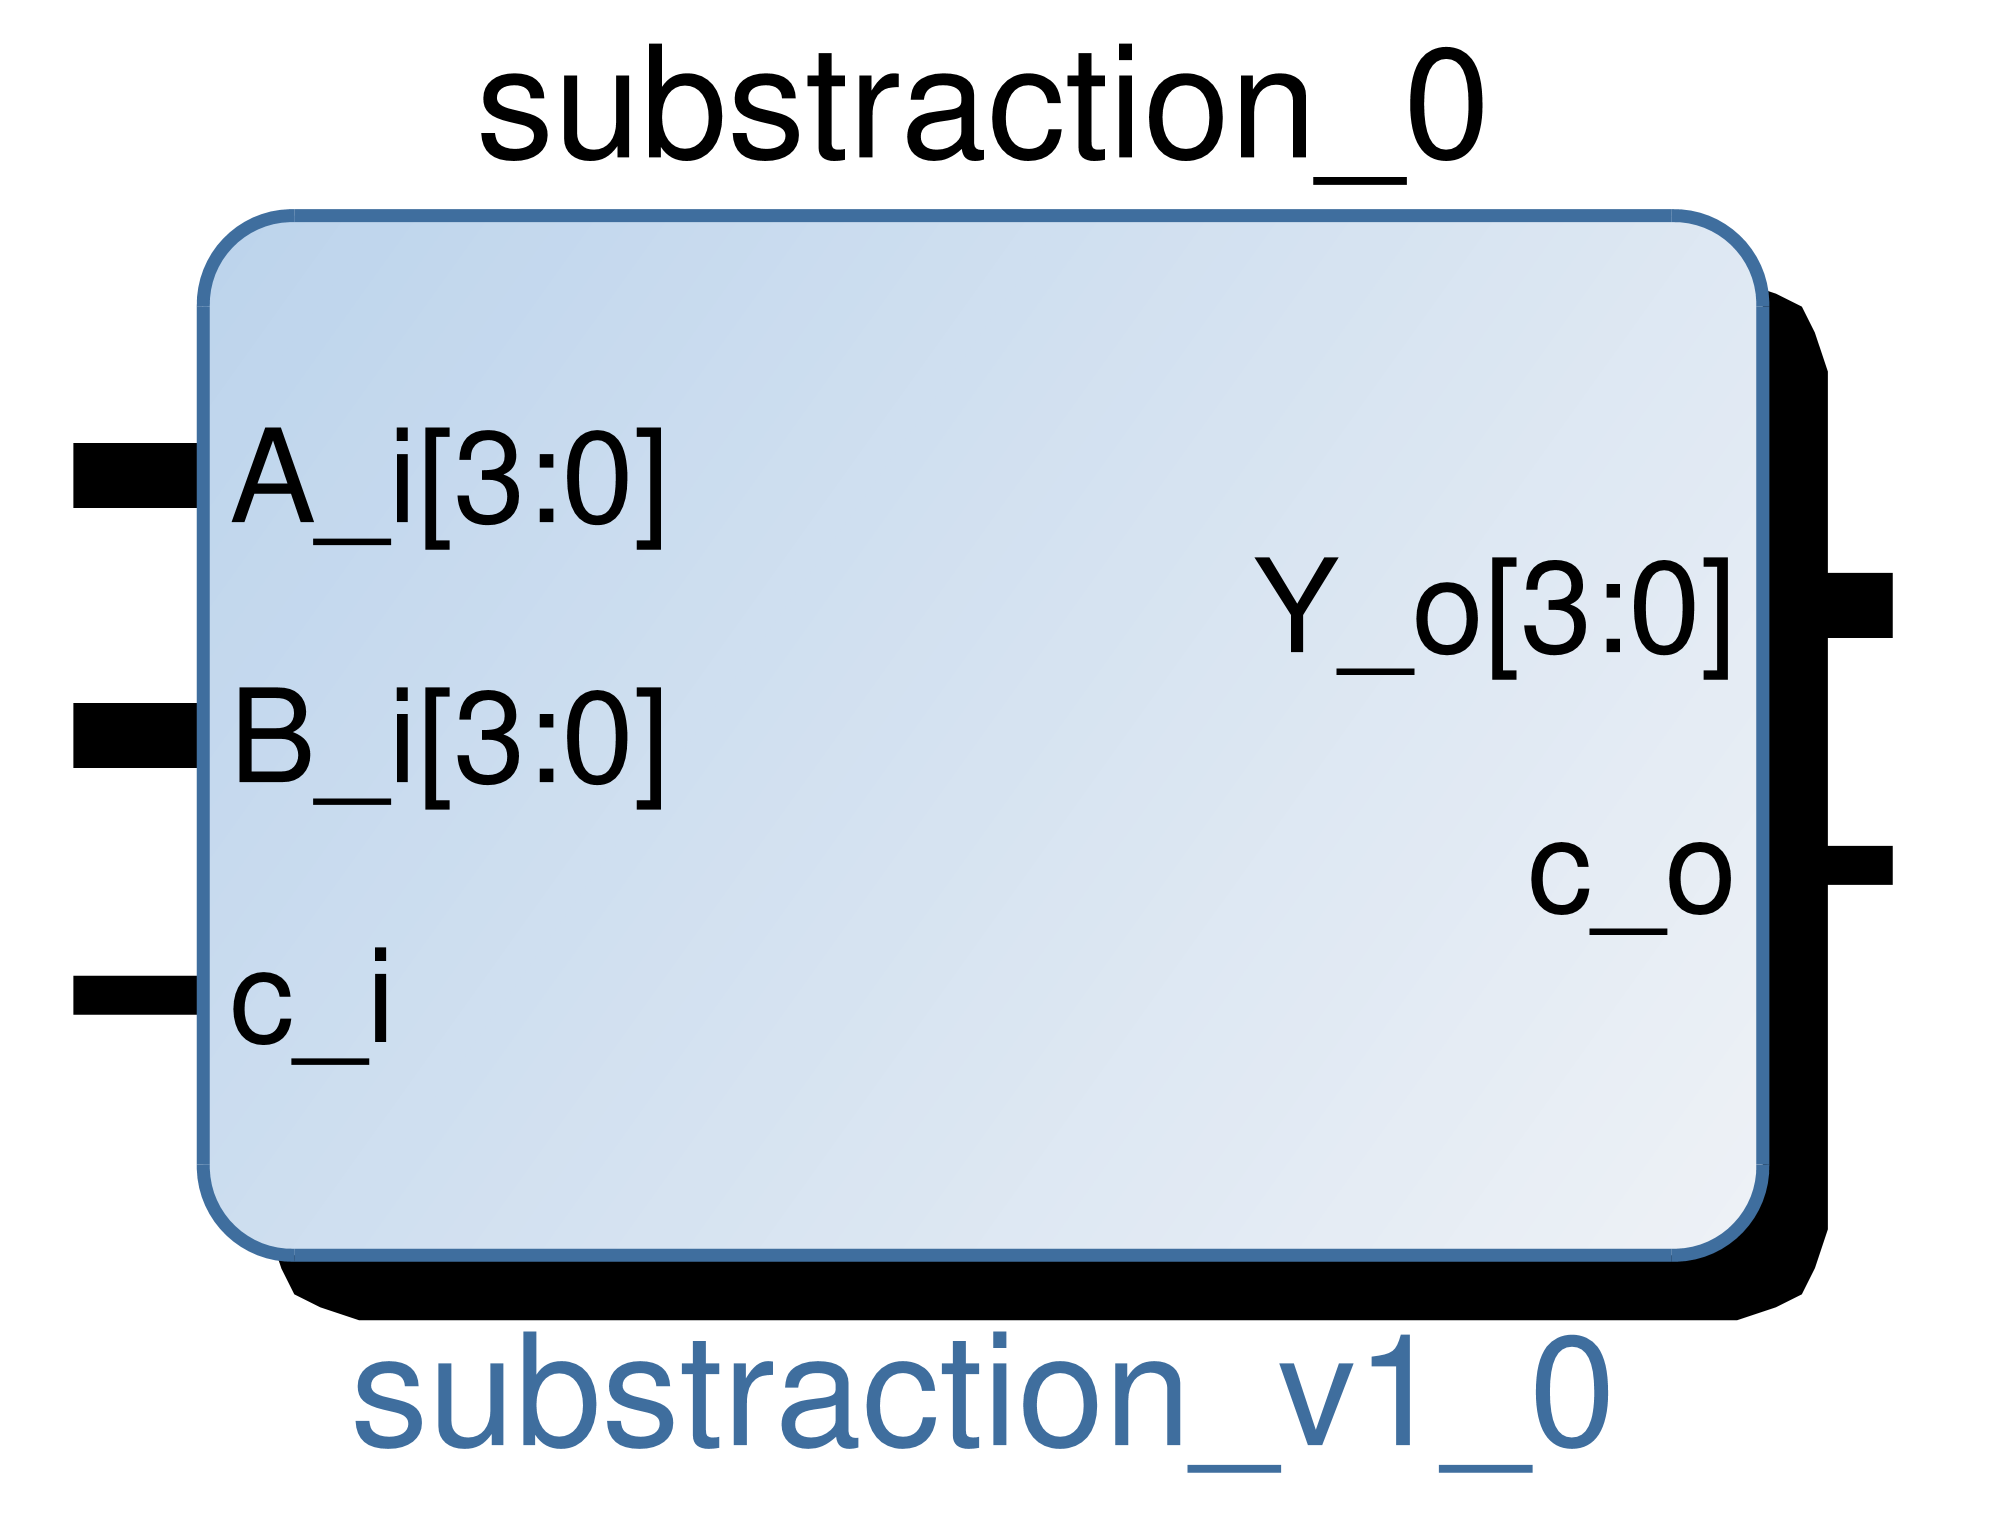 substraction_0
A_i[3:0]
Y_o[3:0]
B_i[3:0]
c_o
c_i
substraction_v1_0